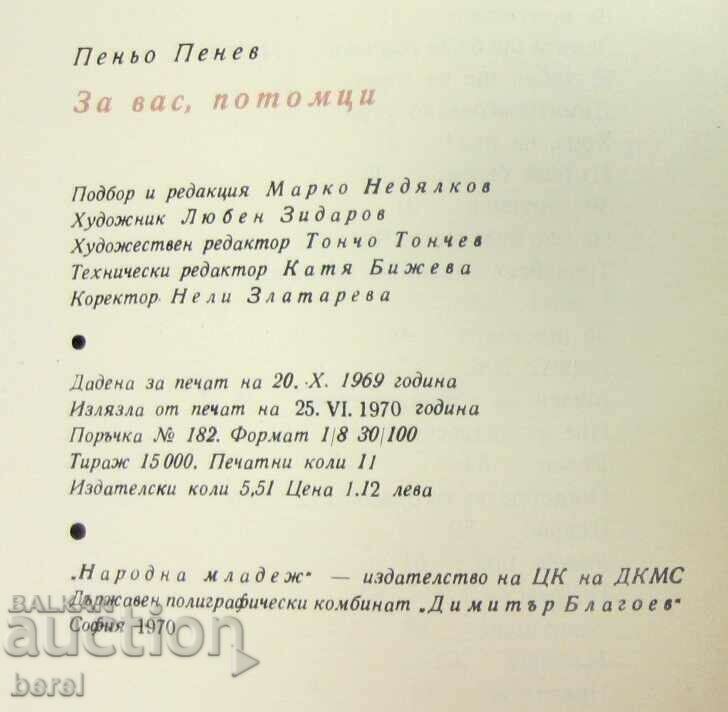 Пеньо Пенев
За вас, потомци
Подбор и редакция Марко Недялков
Художник Любен Зидаров
Художествен редактор Тончо Тончев
Технически редактор Катя Бижева
Коректор Нели Златарева
Дадена за печат на 20. X. 1969 година
Излязла от печат на 25. VI. 1970 година
Поръчка № 182. Формат 1/8 30/100
Тираж 15000. Печатни коли 11
Издателски коли 5,51 Цена 1.12 лева
„Народна младеж“ — издателство на ЦК на ДКМС
Държавен полиграфически комбинат „Димитър Благоев“
София 1970
BALKAN
auction
berel